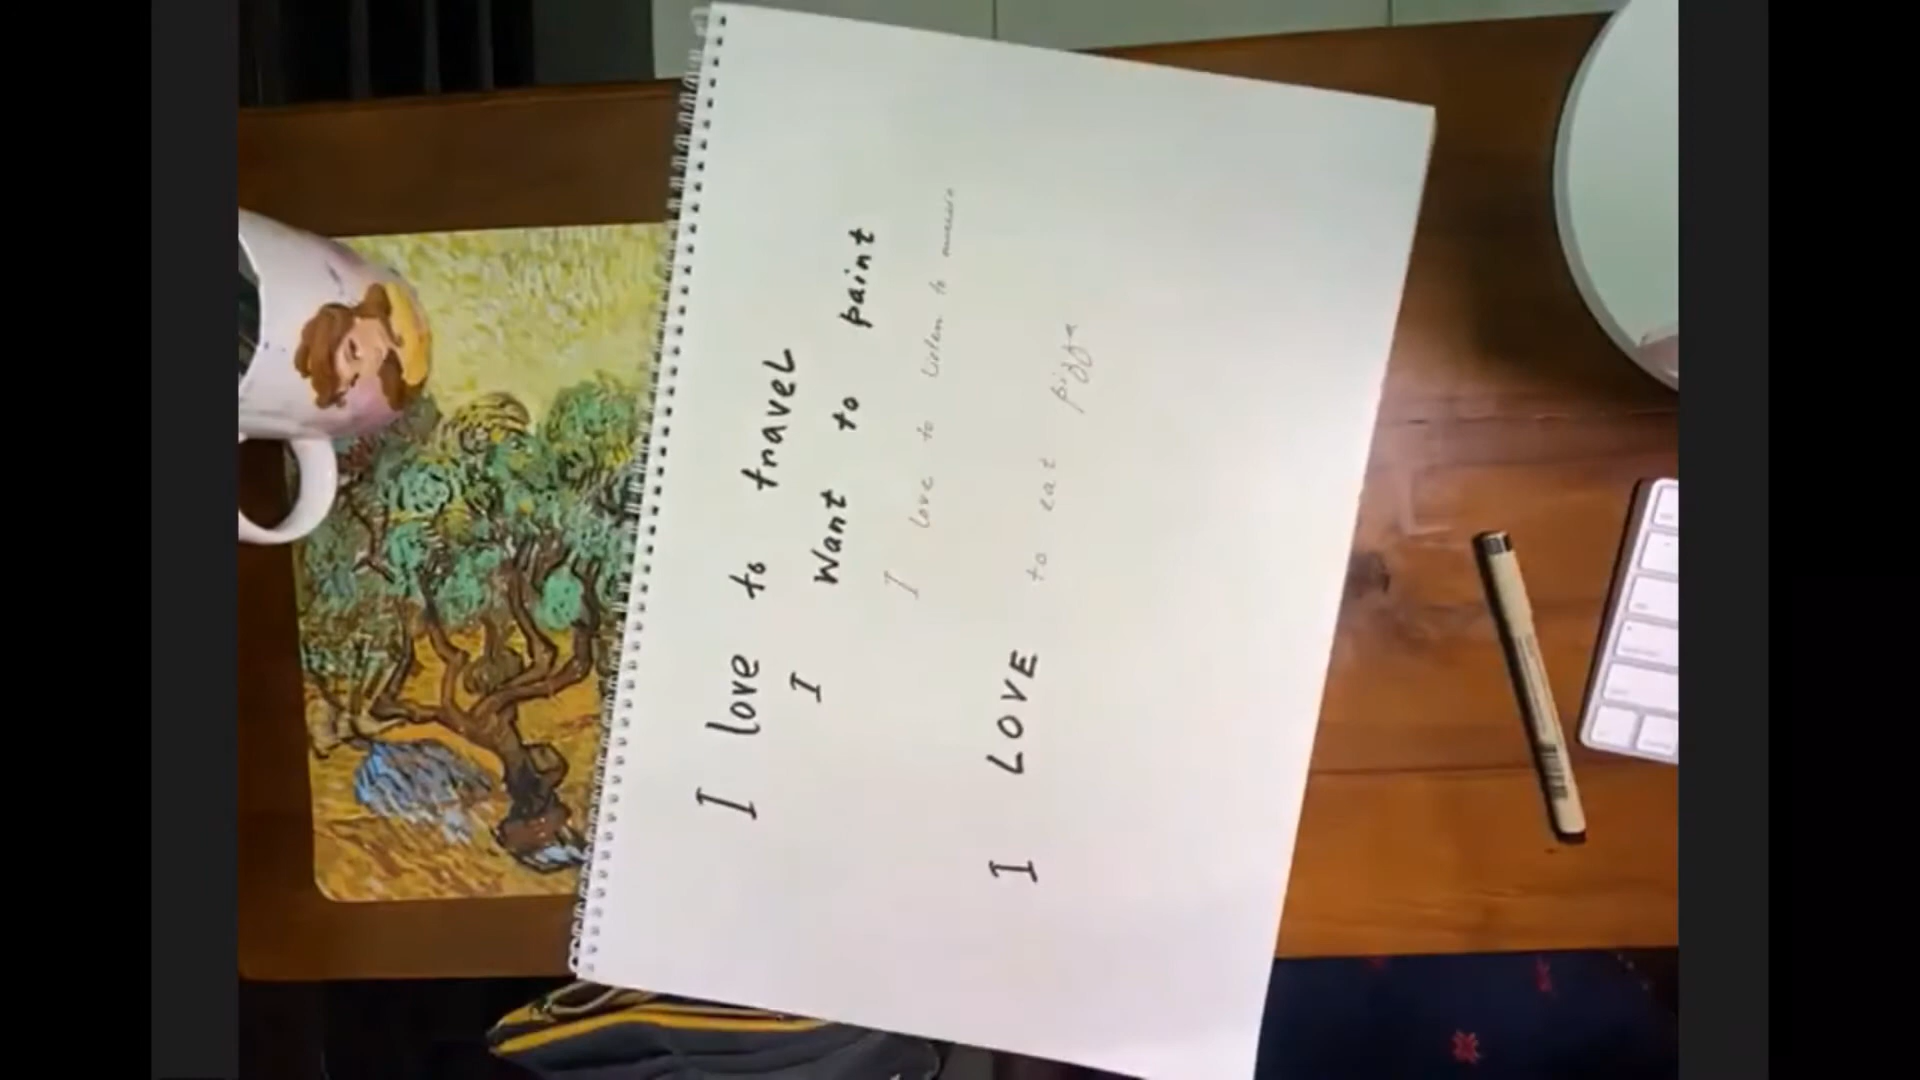 I love to travel
I want to paint
I love to listen to music
I LOVE to eat pizza